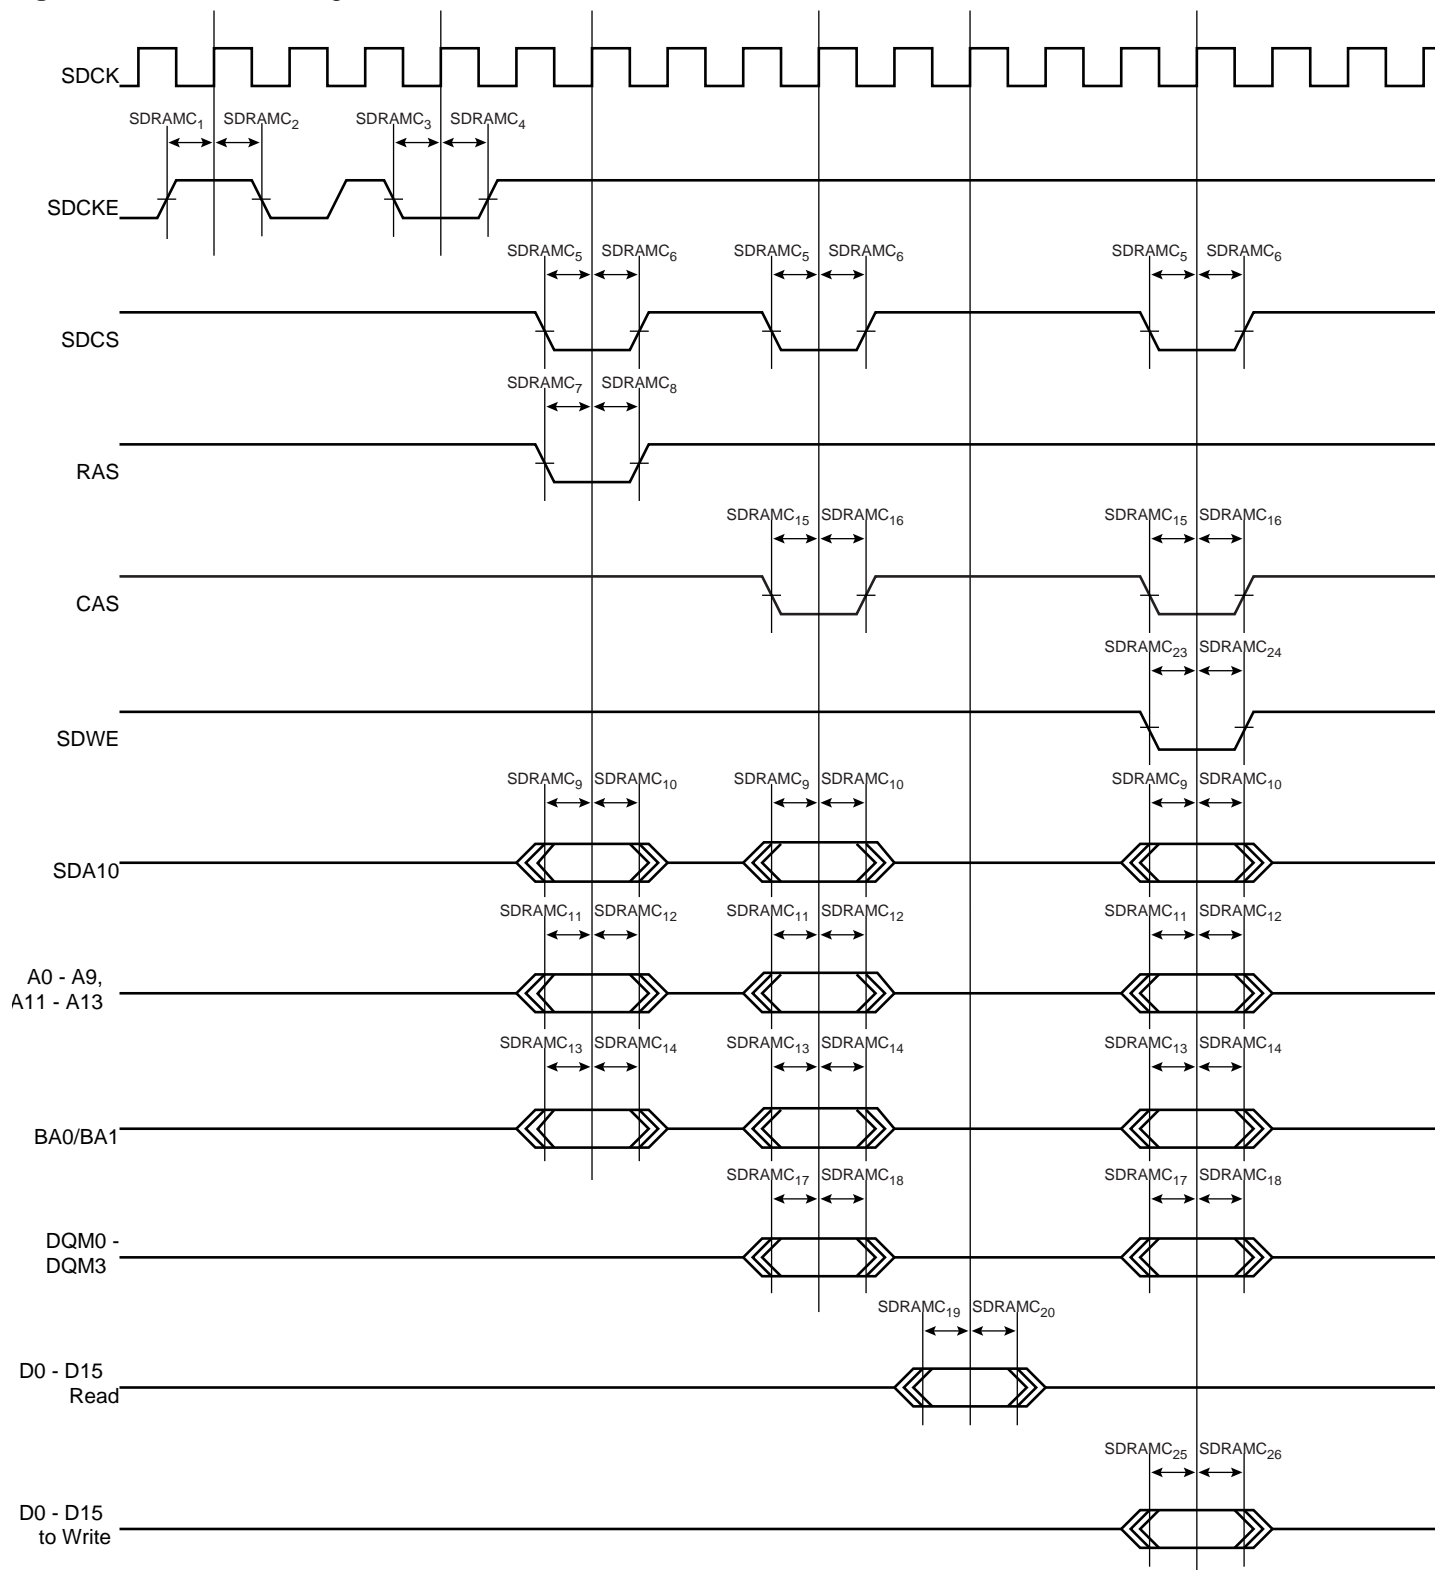 SDCK
SDRAMC1 SDRAMC2 SDRAMC3 SDRAMC4
SDCKE
SDRAMC5 SDRAMC6 SDRAMC5 SDRAMC6 SDRAMC5 SDRAMC6
SDCS
SDRAMC7 SDRAMC8
RAS
SDRAMC15 SDRAMC16 SDRAMC15 SDRAMC16
CAS
SDRAMC23 SDRAMC24
SDWE
SDRAMC9 SDRAMC10 SDRAMC9 SDRAMC10 SDRAMC9 SDRAMC10
SDA10
SDRAMC11 SDRAMC12 SDRAMC11 SDRAMC12 SDRAMC11 SDRAMC12
A0 - A9,
A11 - A13
SDRAMC13 SDRAMC14 SDRAMC13 SDRAMC14 SDRAMC13 SDRAMC14
BA0/BA1
SDRAMC17 SDRAMC18 SDRAMC17 SDRAMC18
DQM0 -
DQM3
SDRAMC19 SDRAMC20
D0 - D15
Read
SDRAMC25 SDRAMC26
D0 - D15
to Write